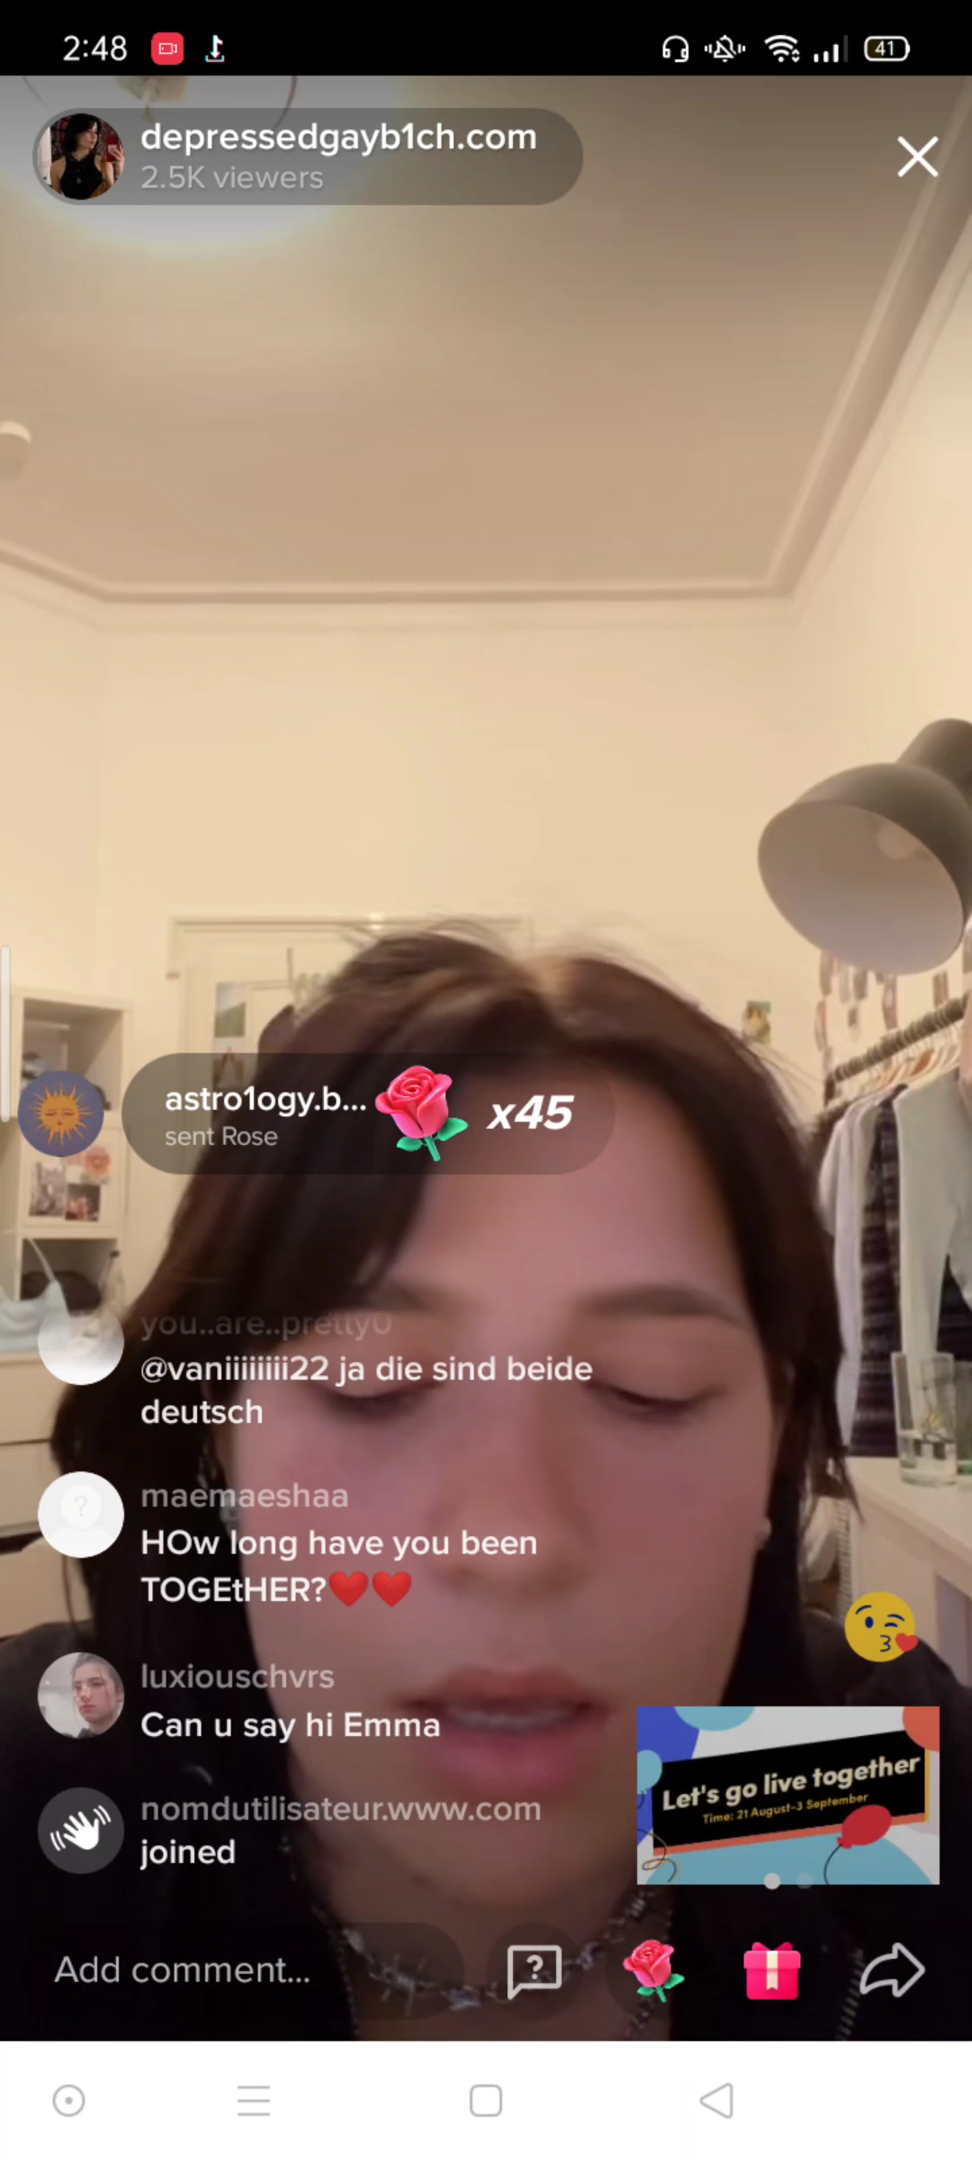 2:48
41
depressedgayb1ch.com
2.5K viewers
astro1ogy.b...
x45
sent Rose
you..are..pretty0
@vaniiiiiiii22 ja die sind beide
deutsch
maemaeshaa
HOw long have you been
TOGEtHER?❤️❤️
luxiouschvrs
Can u say hi Emma
Let's go live together
Time: 21 August-3 September
nomdutilisateur.www.com
joined
Add comment...
?